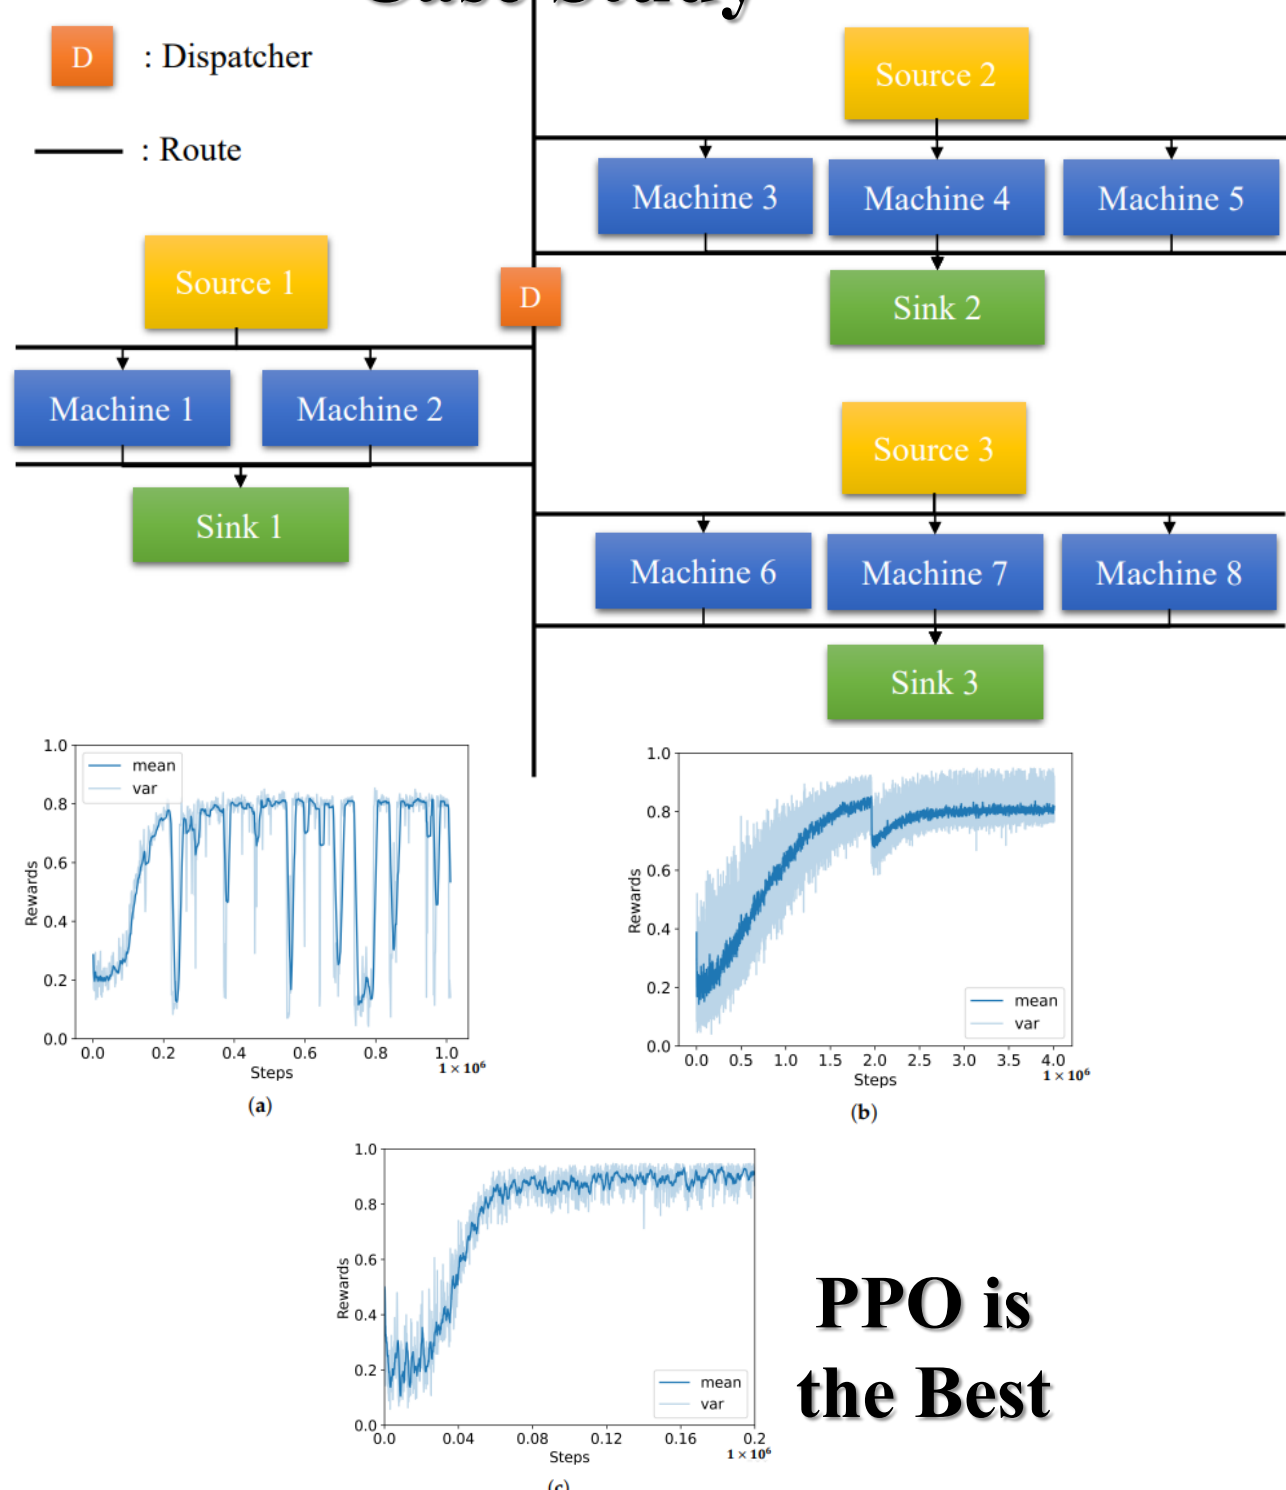 Case Study
D : Dispatcher
: Route
Source 1
Machine 1
Machine 2
Sink 1
D
Source 2
Machine 3
Machine 4
Machine 5
Sink 2
Source 3
Machine 6
Machine 7
Machine 8
Sink 3
1.0
0.8
0.6
0.4
0.2
0.0
Rewards
mean
var
0.0 0.2 0.4 0.6 0.8 1.0
Steps
1 × 10⁶
(a)
1.0
0.8
0.6
0.4
0.2
0.0
Rewards
mean
var
0.0 0.5 1.0 1.5 2.0 2.5 3.0 3.5 4.0
Steps
1 × 10⁶
(b)
1.0
0.8
0.6
0.4
0.2
0.0
Rewards
mean
var
0.0 0.04 0.08 0.12 0.16 0.2
Steps
1 × 10⁶
(c)
PPO is
the Best